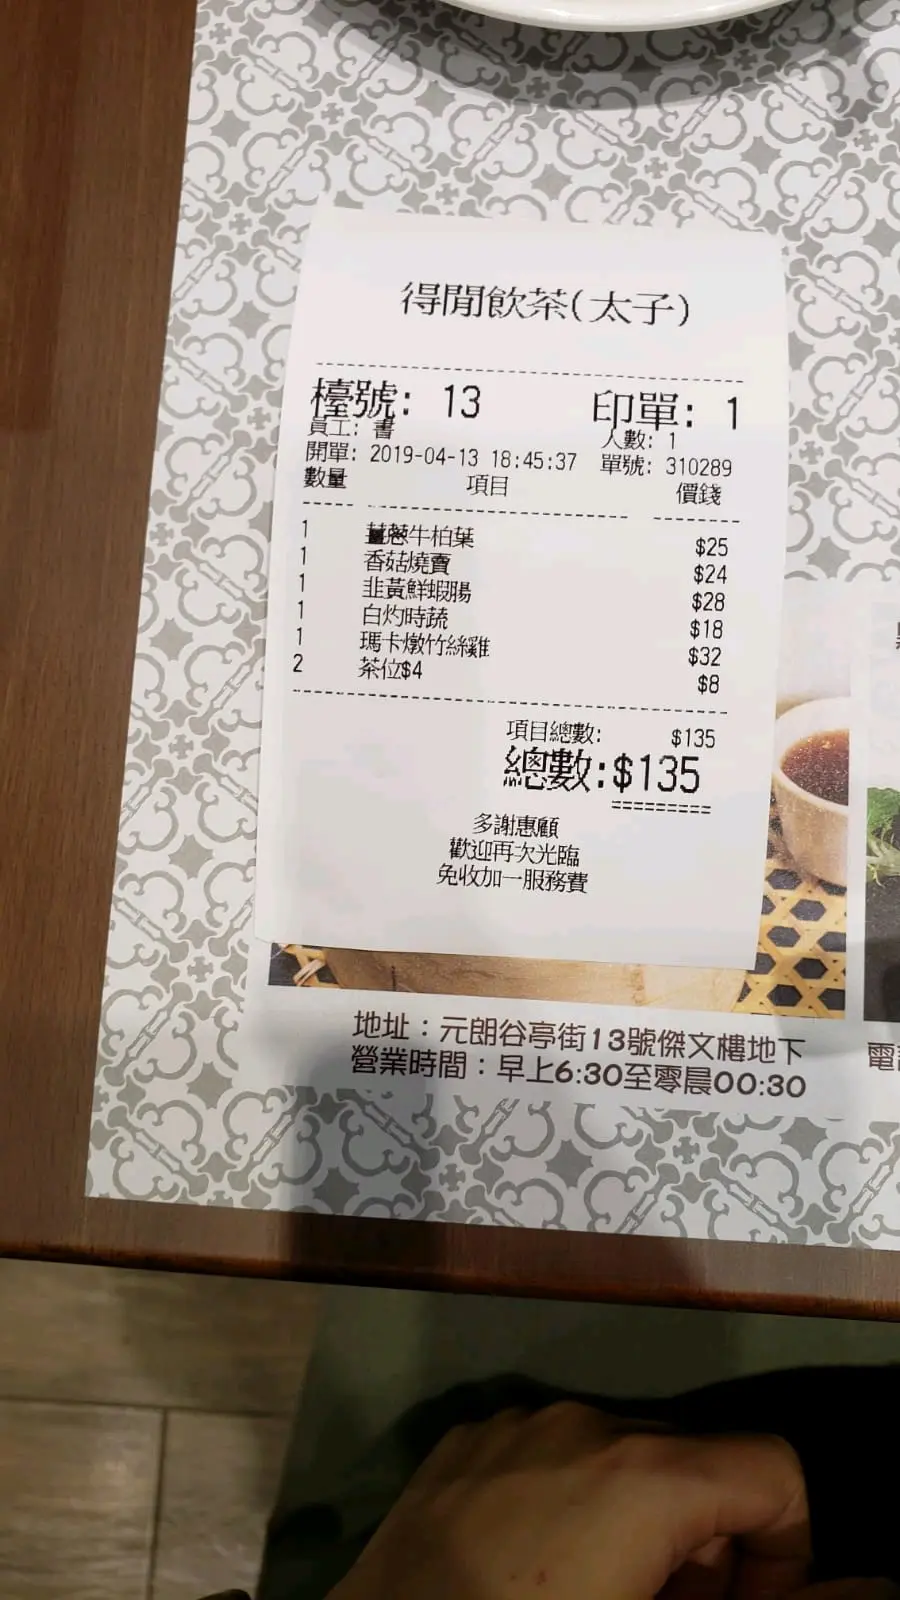 得閒飲茶(太子)
檯號: 13 印單: 1
員工: 書 人數: 1
開單: 2019-04-13 18:45:37 單號: 310289
數量 項目 價錢
1 薑蔥牛柏葉 $25
1 香菇燒賣 $24
1 韭黃鮮蝦腸 $28
1 白灼時蔬 $18
1 瑪卡燉竹絲雞 $32
2 茶位$4 $8
項目總數: $135
總數:$135
=========
多謝惠顧
歡迎再次光臨
免收加一服務費
地址：元朗谷亭街13號傑文樓地下
營業時間：早上6:30至零晨00:30
電